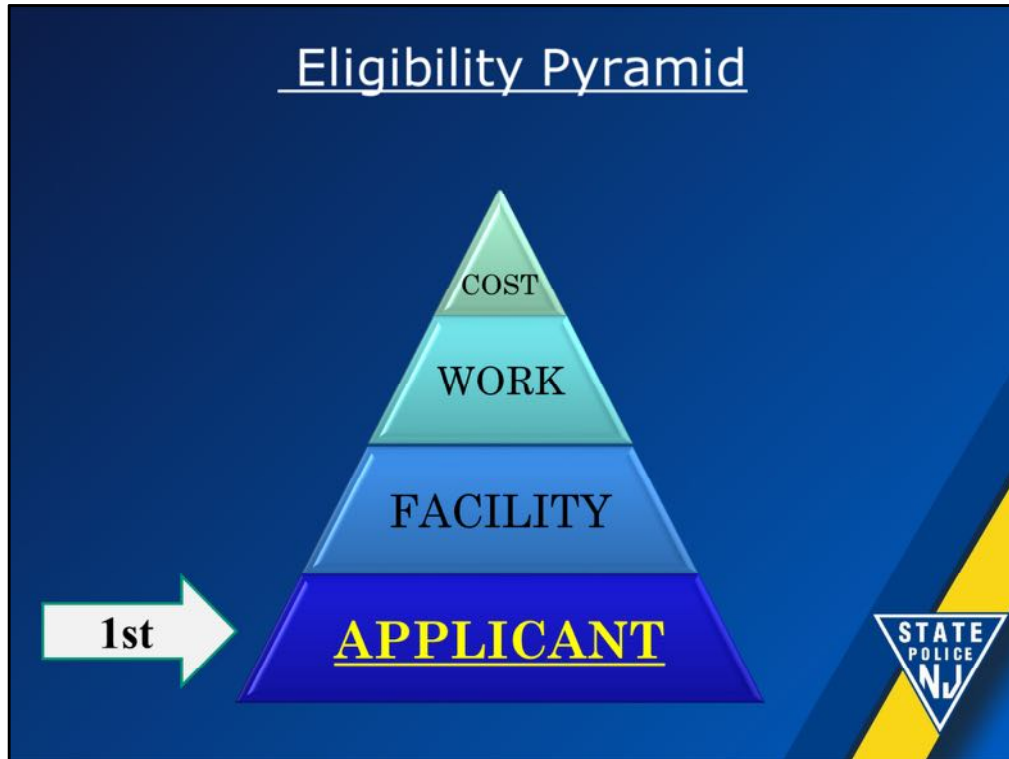 Eligibility Pyramid
COST
WORK
FACILITY
1st
APPLICANT
STATE
POLICE
NJ